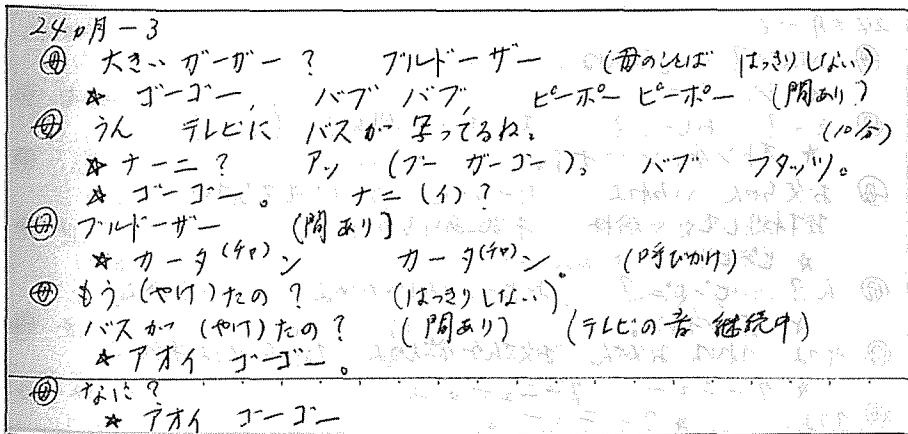 24ヵ月－3
㊊ 大きいガーガー？ ブルドーザー （母のことば はっきりしない）
★ ゴーゴー、 バブ バブ、 ピーポー ピーポー （間あり）
㊊ うん テレビに バスが 写ってるね。 （10分）
★ ナーニ？ アッ （ブー ガーゴー）。 バブ フタッツ。
★ ゴーゴー。 ナニ（イ）？
㊊ ブルドーザー （間あり）
★ カータ（チャ）ン カータ（チャ）ン。 （呼びかけ）
㊊ もう（やけ）たの？ （はっきりしない）。
バスが（やけ）たの？ （間あり） （テレビの音 継続中）
★ アオイ ゴーゴー。
㊊ なに？
★ アオイ ゴーゴー